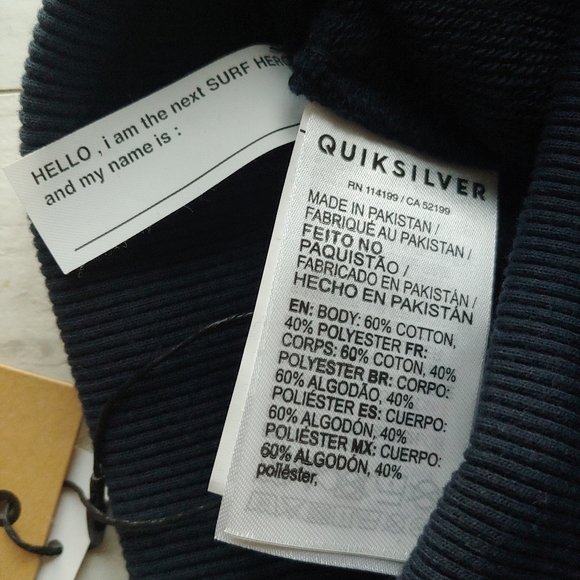 HELLO , i am the next SURF HERO
and my name is :
QUIKSILVER
RN 114199 / CA 52199
MADE IN PAKISTAN /
FABRIQUÉ AU PAKISTAN /
FEITO NO
PAQUISTÃO /
FABRICADO EN PAKISTÁN /
HECHO EN PAKISTÁN
EN: BODY: 60% COTTON,
40% POLYESTER FR:
CORPS: 60% COTON, 40%
POLYESTER BR: CORPO:
60% ALGODÃO, 40%
POLIÉSTER ES: CUERPO:
60% ALGODÓN, 40%
POLIÉSTER MX: CUERPO:
60% ALGODÓN, 40%
poliéster,